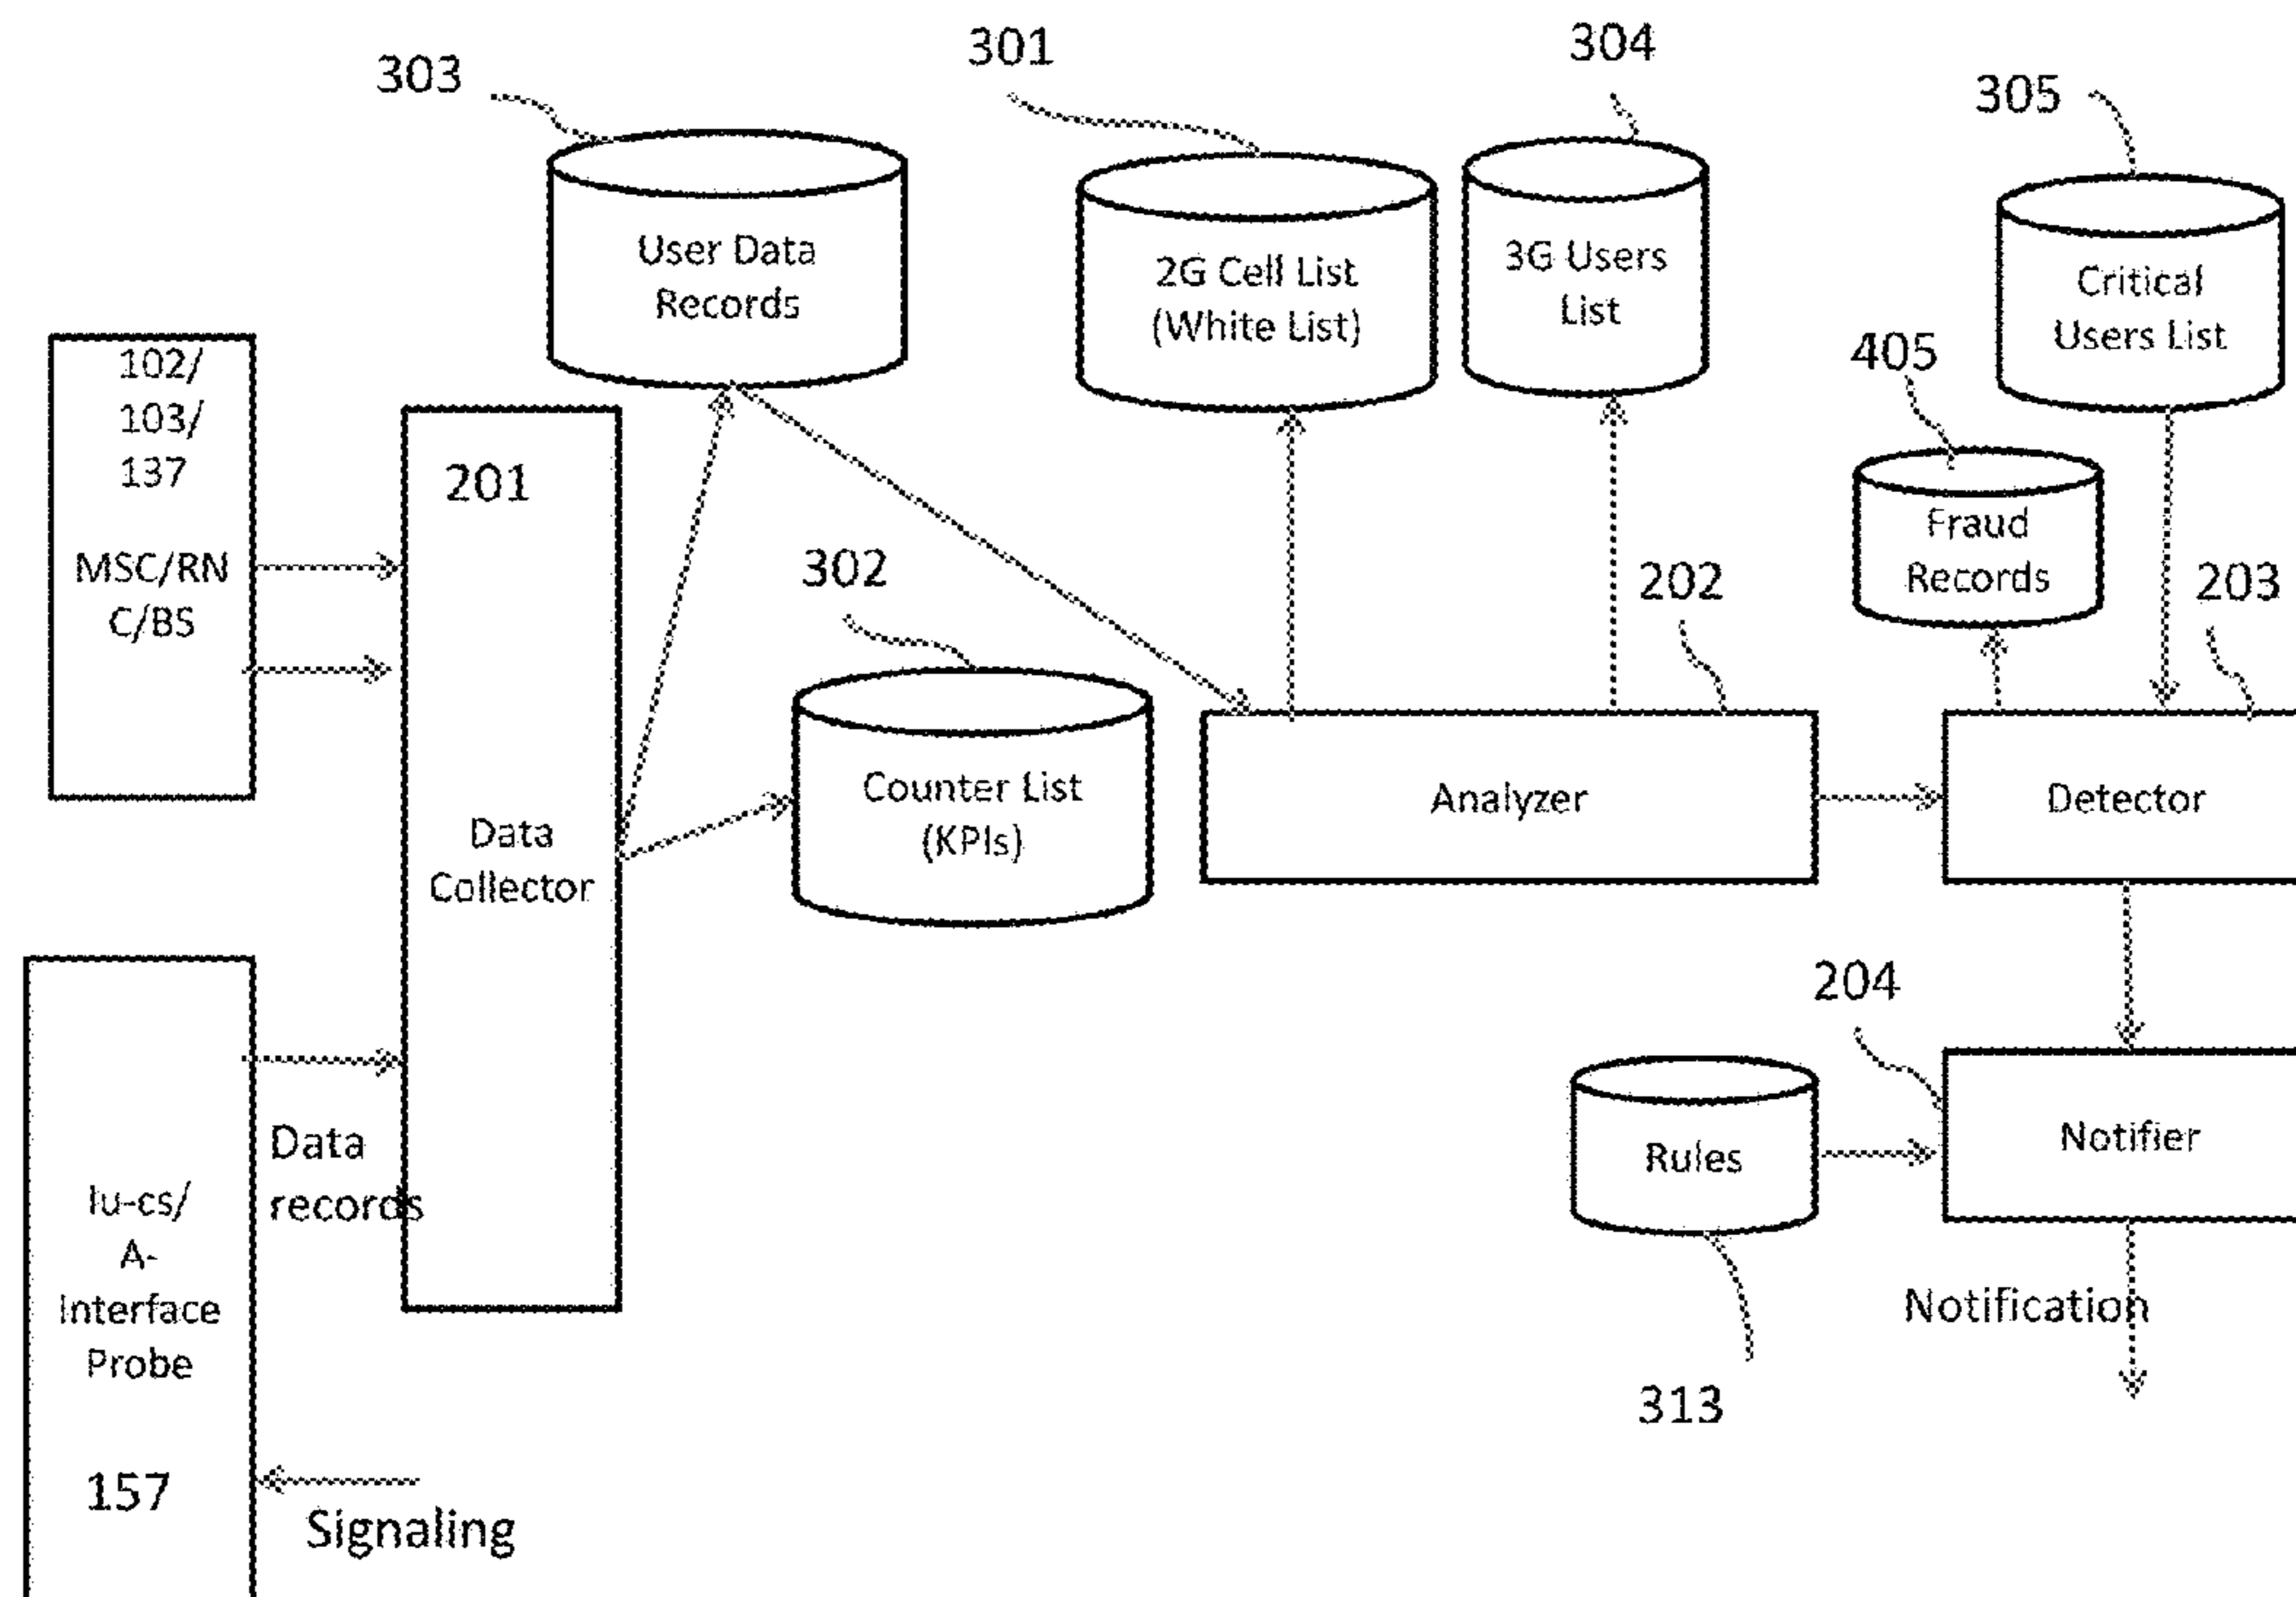 303
301
304
305
User Data
Records
2G Cell List
(White List)
3G Users
List
Critical
Users List
405
Fraud
Records
102/
103/
137
MSC/RN
C/BS
201
Data
Collector
302
Counter List
(KPIs)
202
Analyzer
203
Detector
204
Rules
Notifier
313
Notification
Data
records
Iu-cs/
A-
Interface
Probe
157
Signaling